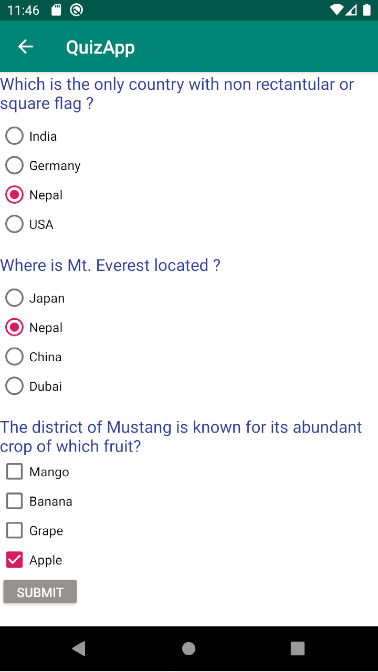 11:46
QuizApp
Which is the only country with non rectantular or
square flag ?
India
Germany
Nepal
USA
Where is Mt. Everest located ?
Japan
Nepal
China
Dubai
The district of Mustang is known for its abundant
crop of which fruit?
Mango
Banana
Grape
Apple
SUBMIT